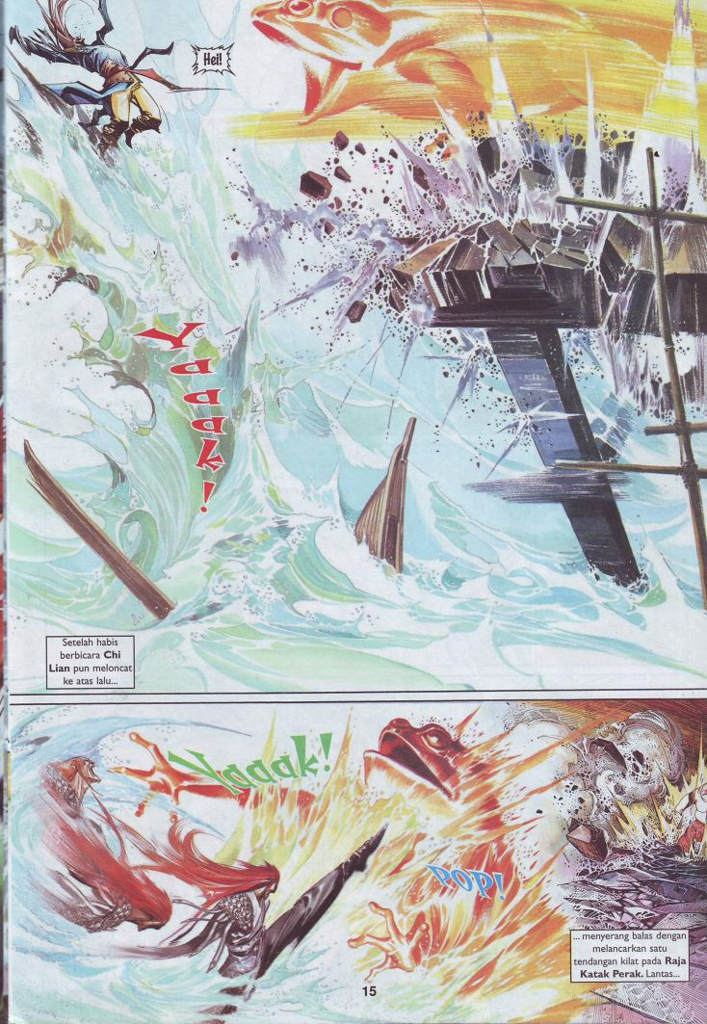 Hei!
Yaaak!
Setelah habis
berbicara Chi
Lian pun meloncat
ke atas lalu...
Yaaak!
POP!
... menyerang balas dengan
melancarkan satu
tendangan kilat pada Raja
Katak Perak. Lantas...
15